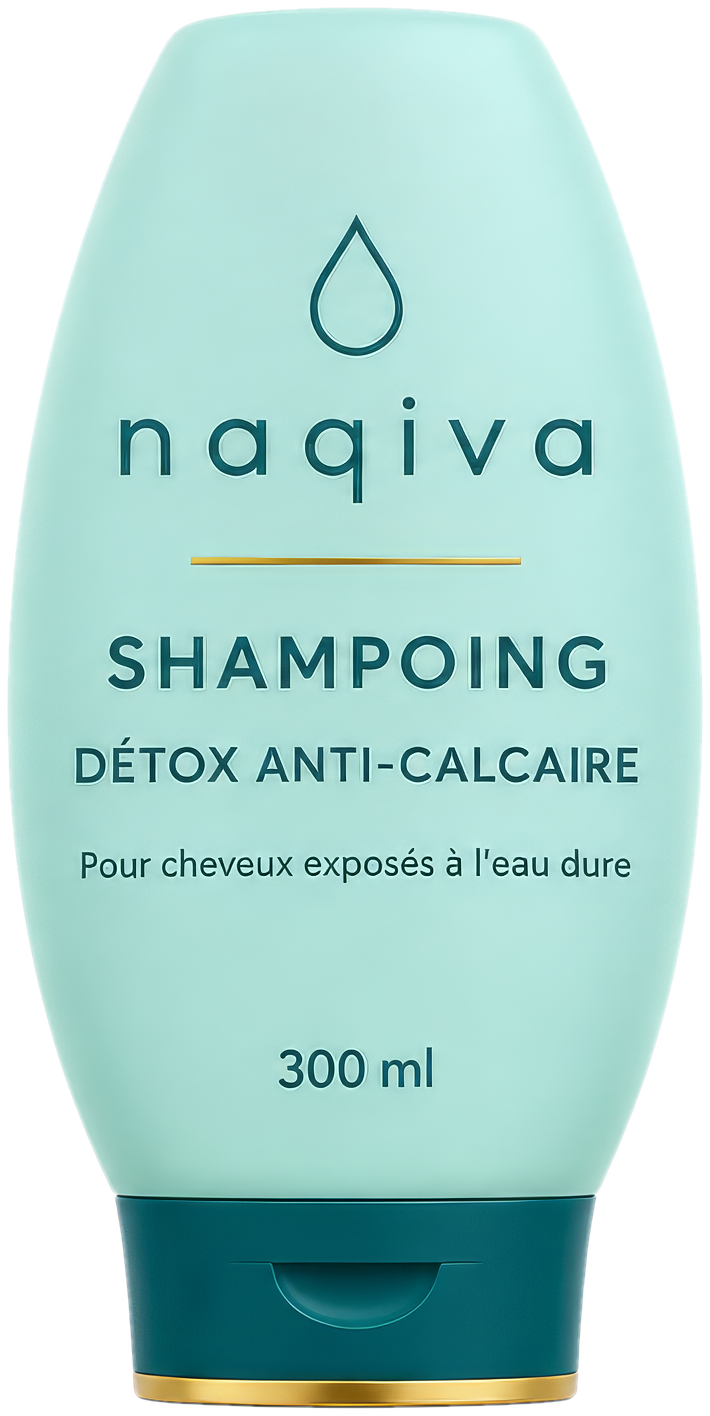 naqiva
SHAMPOING
DÉTOX ANTI-CALCAIRE
Pour cheveux exposés à l'eau dure
300 ml